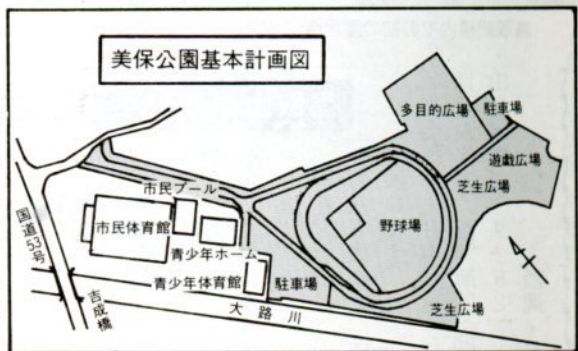 美保公園基本計画図
多目的広場
駐車場
遊戯広場
芝生広場
市民プール
野球場
市民体育館
国道53号
青少年ホーム
青少年体育館
駐車場
芝生広場
大路川
吉成橋